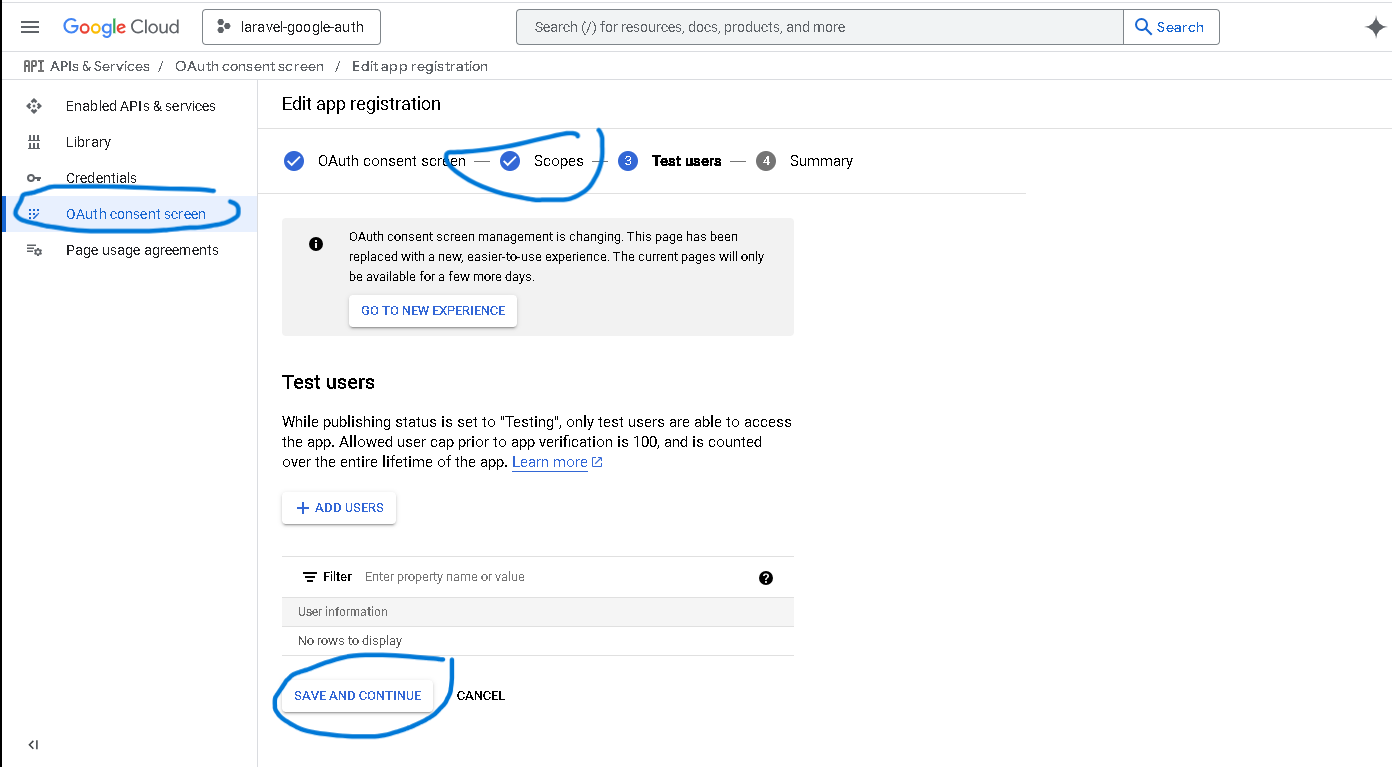 Google Cloud
laravel-google-auth
Search (/) for resources, docs, products, and more
Search
API APIs & Services / OAuth consent screen / Edit app registration
Enabled APIs & services
Library
Credentials
OAuth consent screen
Page usage agreements
Edit app registration
OAuth consent screen — Scopes — 3 Test users — 4 Summary
OAuth consent screen management is changing. This page has been
replaced with a new, easier-to-use experience. The current pages will only
be available for a few more days.
GO TO NEW EXPERIENCE
Test users
While publishing status is set to "Testing", only test users are able to access
the app. Allowed user cap prior to app verification is 100, and is counted
over the entire lifetime of the app. Learn more
+ ADD USERS
Filter Enter property name or value
User information
No rows to display
SAVE AND CONTINUE CANCEL